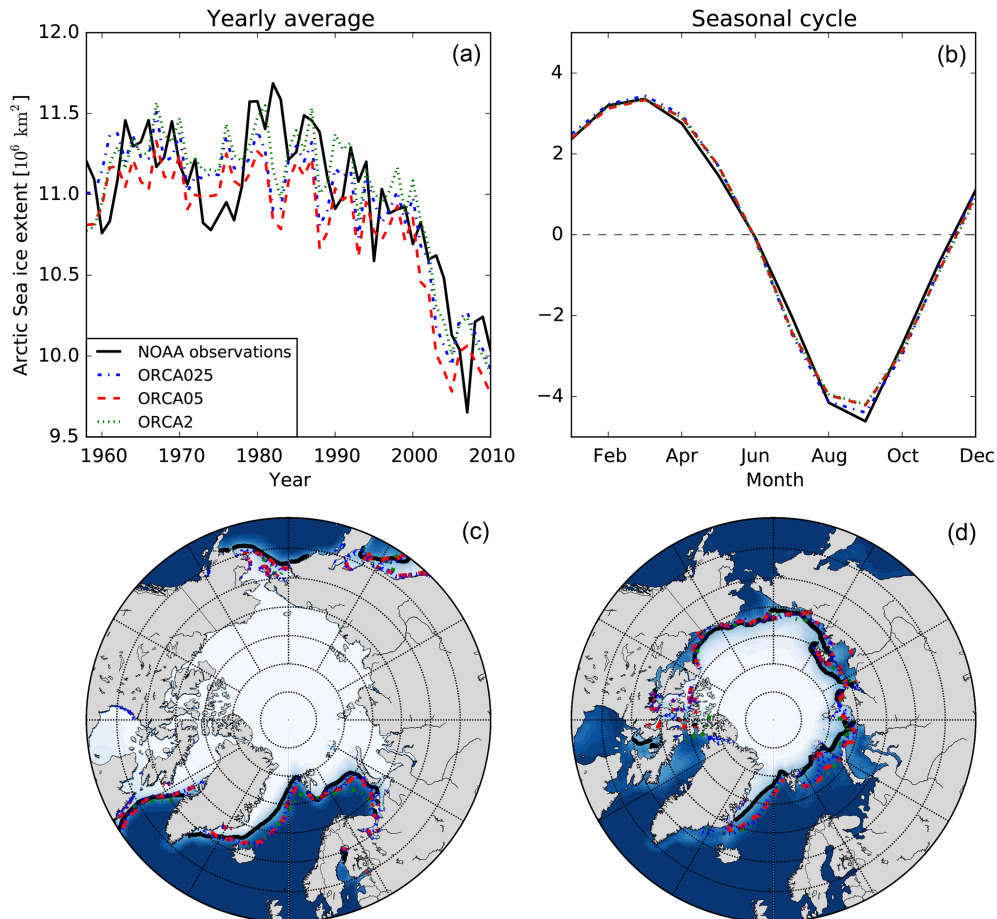 Yearly average
Seasonal cycle
(a)
(b)
Arctic Sea ice extent [10⁶ km²]
12.0
11.5
11.0
10.5
10.0
9.5
NOAA observations
ORCA025
ORCA05
ORCA2
1960 1970 1980 1990 2000 2010
Year
4
2
0
−2
−4
Feb Apr Jun Aug Oct Dec
Month
(c)
(d)